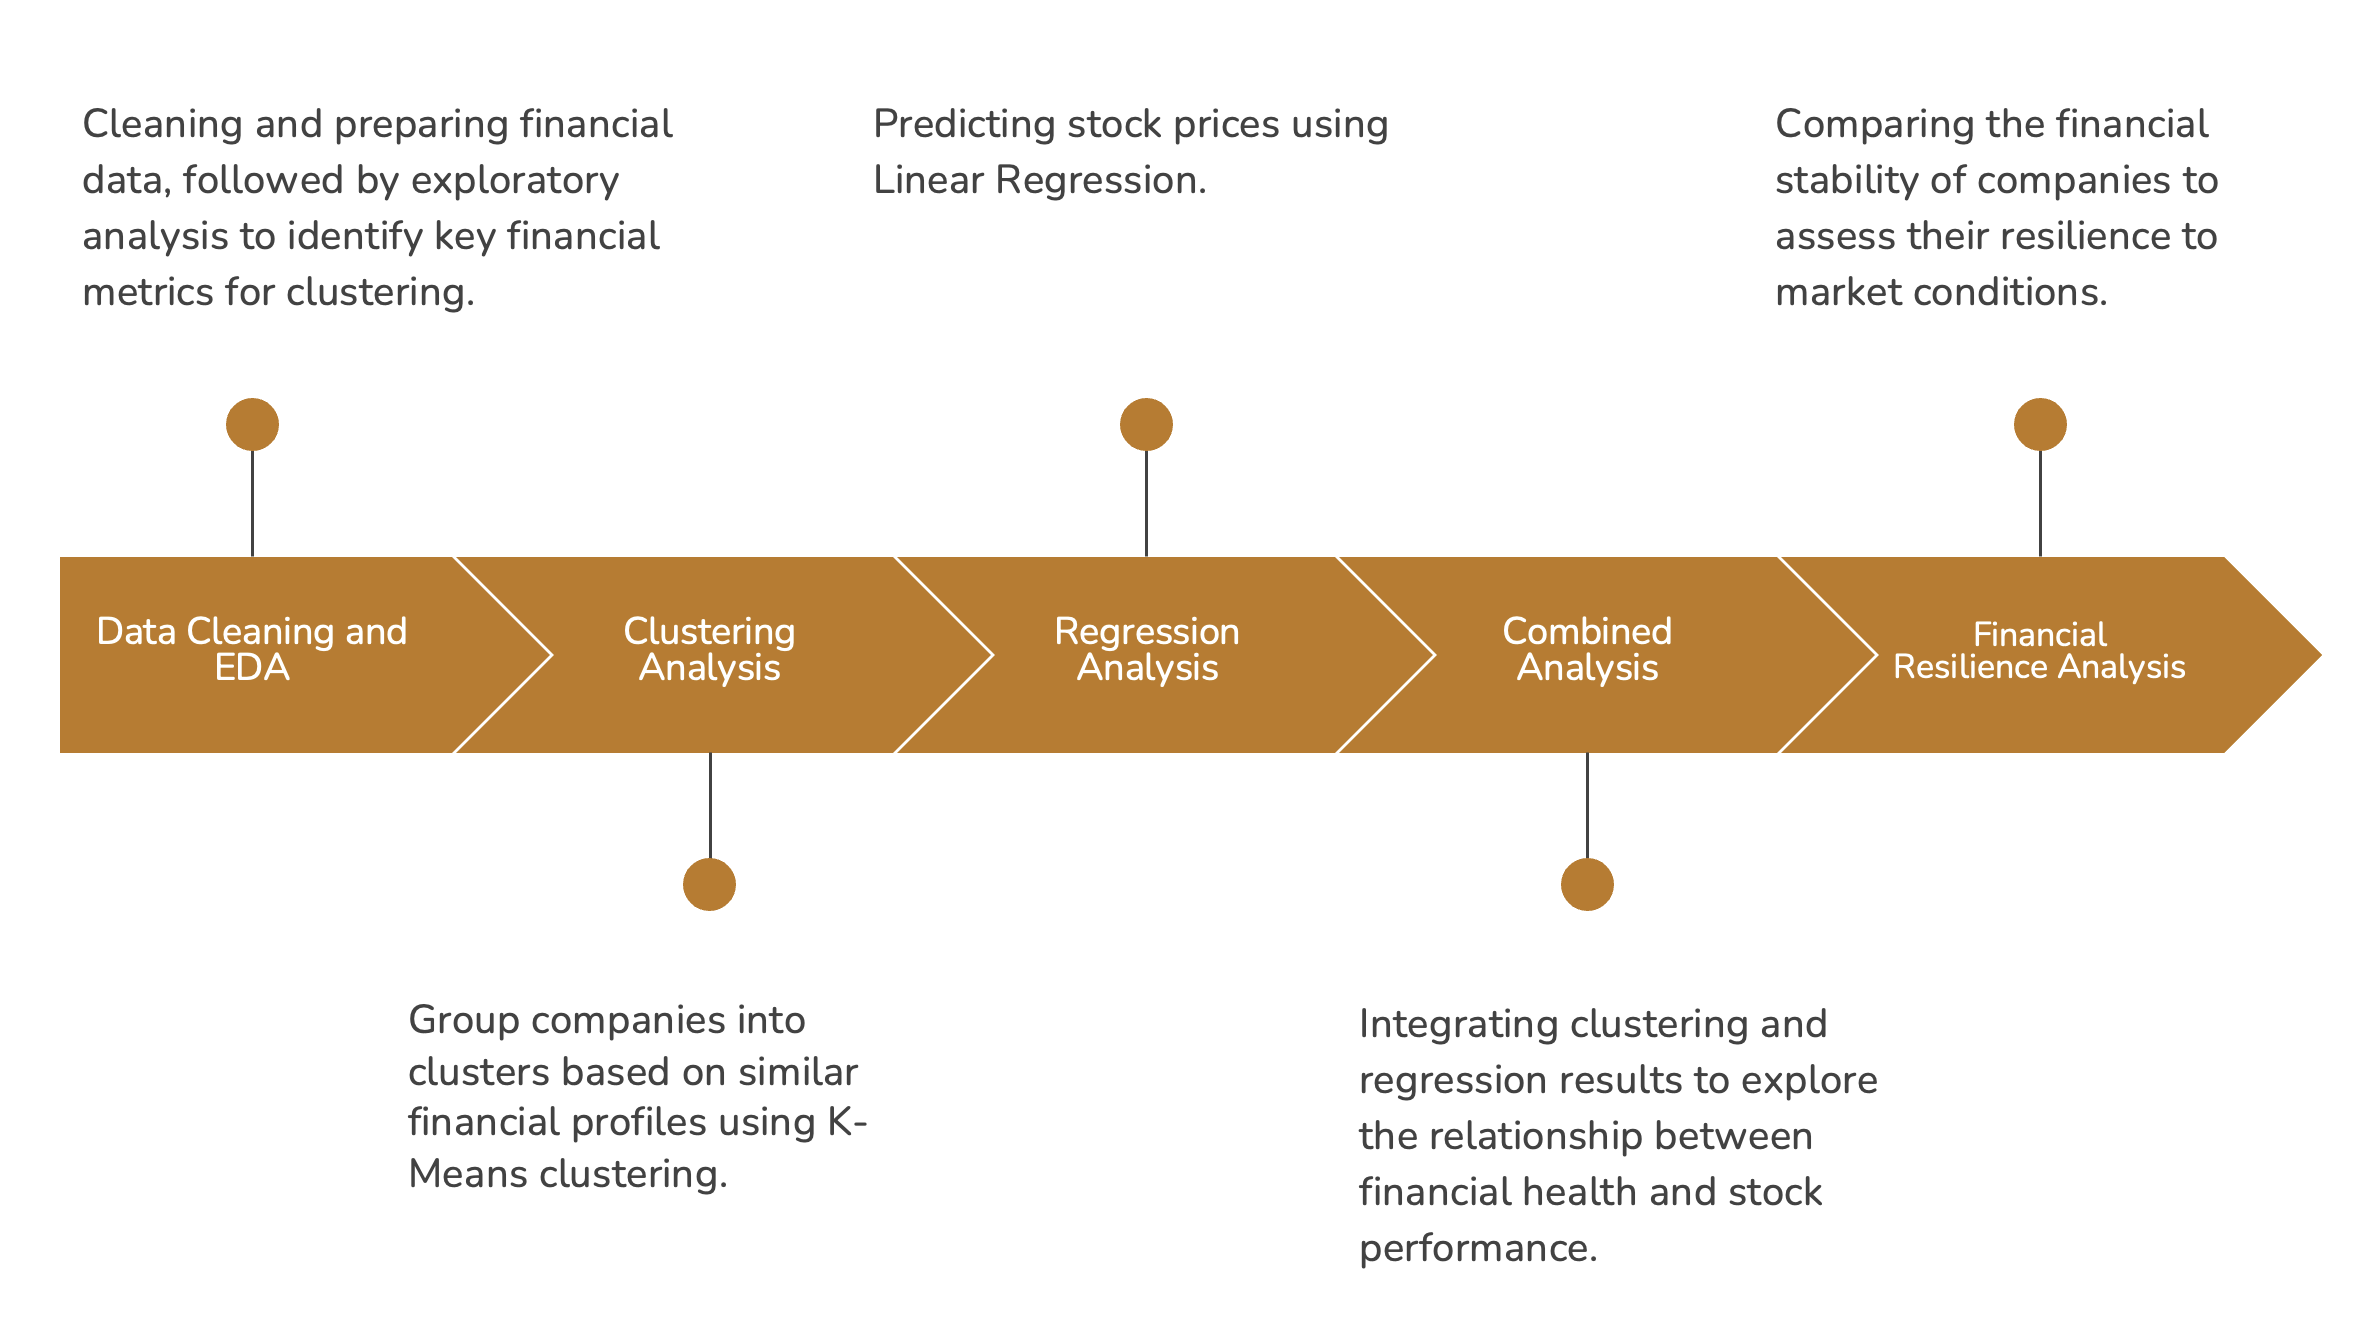 Cleaning and preparing financial
data, followed by exploratory
analysis to identify key financial
metrics for clustering.
Predicting stock prices using
Linear Regression.
Comparing the financial
stability of companies to
assess their resilience to
market conditions.
Data Cleaning and
EDA
Clustering
Analysis
Regression
Analysis
Combined
Analysis
Financial
Resilience Analysis
Group companies into
clusters based on similar
financial profiles using K-
Means clustering.
Integrating clustering and
regression results to explore
the relationship between
financial health and stock
performance.